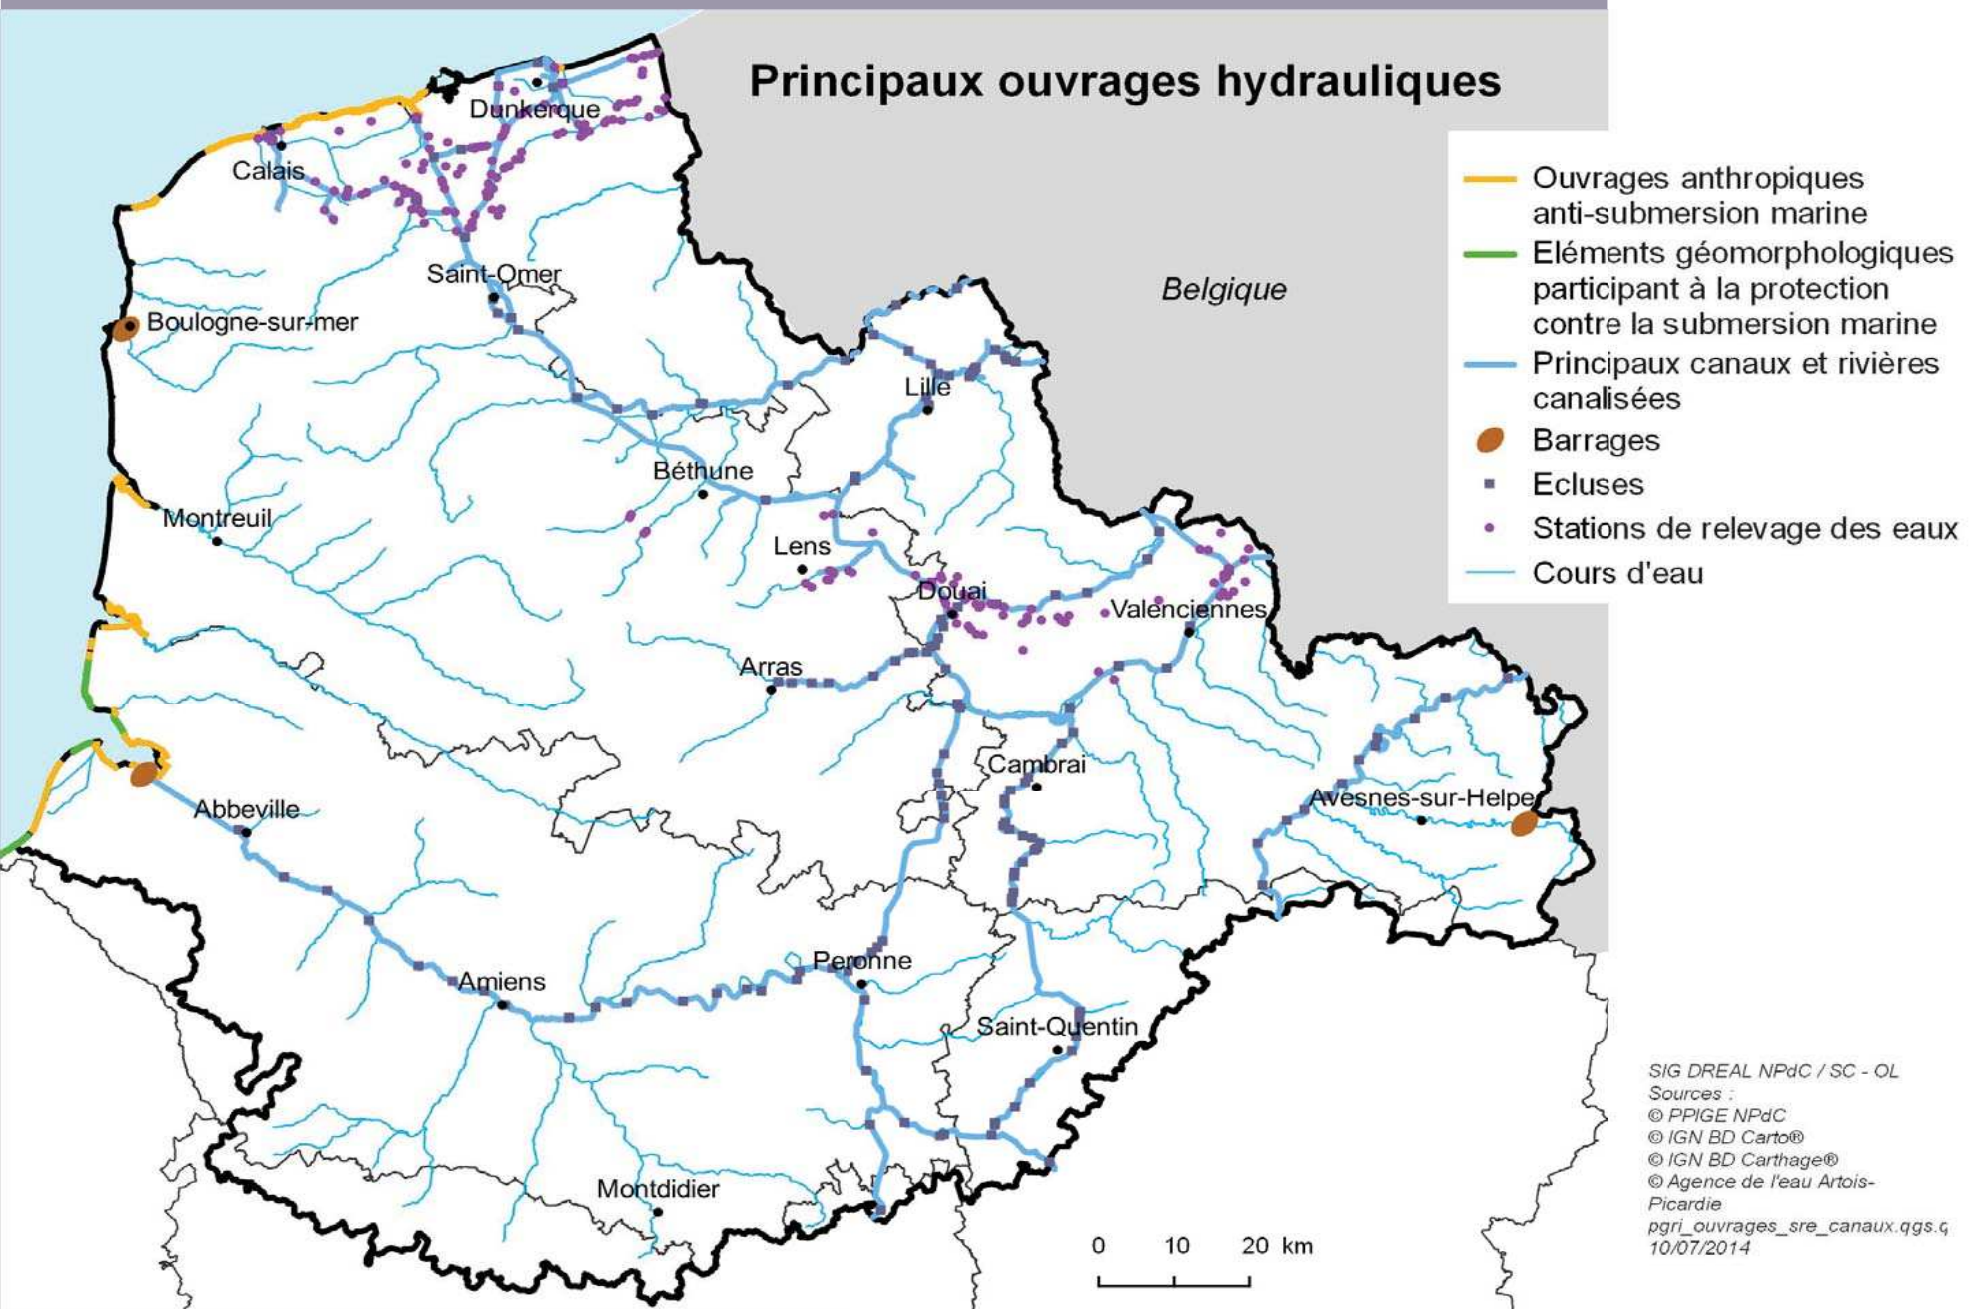 Principaux ouvrages hydrauliques
Dunkerque
Calais
Saint-Omer
Belgique
Boulogne-sur-mer
Lille
Béthune
Montreuil
Lens
Douai
Valenciennes
Arras
Cambrai
Avesnes-sur-Helpe
Abbeville
Peronne
Amiens
Saint-Quentin
Montdidier
Ouvrages anthropiques
anti-submersion marine
Eléments géomorphologiques
participant à la protection
contre la submersion marine
Principaux canaux et rivières
canalisées
Barrages
Ecluses
Stations de relevage des eaux
Cours d'eau
0 10 20 km
SIG DREAL NPdC / SC - OL
Sources :
© PPIGE NPdC
© IGN BD Carto®
© IGN BD Carthage®
© Agence de l'eau Artois-
Picardie
pgri_ouvrages_sre_canaux.qgs.q
10/07/2014